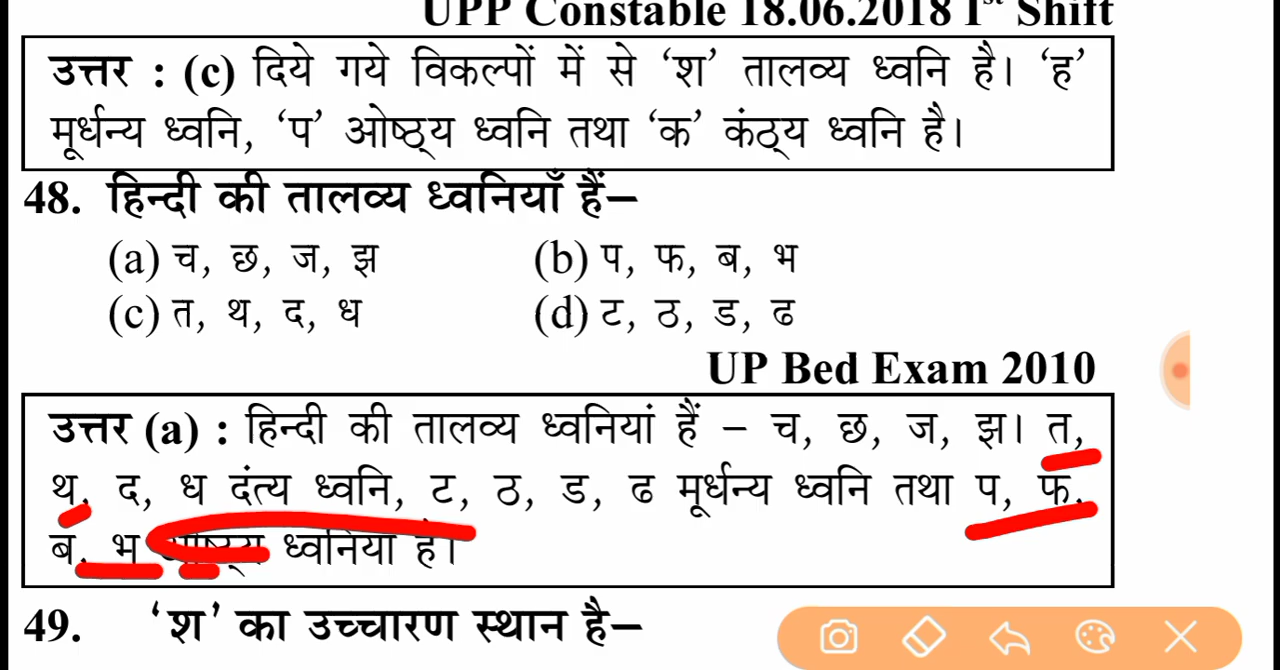 UPP Constable 18.06.2018 Ist Shift
उत्तर : (c) दिये गये विकल्पों में से ‘श’ तालव्य ध्वनि है। ‘ह’
मूर्धन्य ध्वनि, ‘प’ ओष्ठ्य ध्वनि तथा ‘क’ कंठ्य ध्वनि है।
48. हिन्दी की तालव्य ध्वनियाँ हैं–
(a) च, छ, ज, झ (b) प, फ, ब, भ
(c) त, थ, द, ध (d) ट, ठ, ड, ढ
UP Bed Exam 2010
उत्तर (a) : हिन्दी की तालव्य ध्वनियां हैं – च, छ, ज, झ। त,
थ, द, ध दंत्य ध्वनि, ट, ठ, ड, ढ मूर्धन्य ध्वनि तथा प, फ,
ब, भ ओष्ठ्य ध्वनियां हैं।
49. ‘श’ का उच्चारण स्थान है–